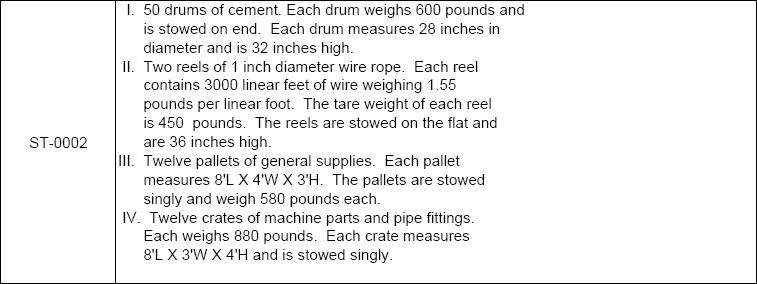 ST-0002
I. 50 drums of cement. Each drum weighs 600 pounds and
is stowed on end. Each drum measures 28 inches in
diameter and is 32 inches high.
II. Two reels of 1 inch diameter wire rope. Each reel
contains 3000 linear feet of wire weighing 1.55
pounds per linear foot. The tare weight of each reel
is 450 pounds. The reels are stowed on the flat and
are 36 inches high.
III. Twelve pallets of general supplies. Each pallet
measures 8'L X 4'W X 3'H. The pallets are stowed
singly and weigh 580 pounds each.
IV. Twelve crates of machine parts and pipe fittings.
Each weighs 880 pounds. Each crate measures
8'L X 3'W X 4'H and is stowed singly.